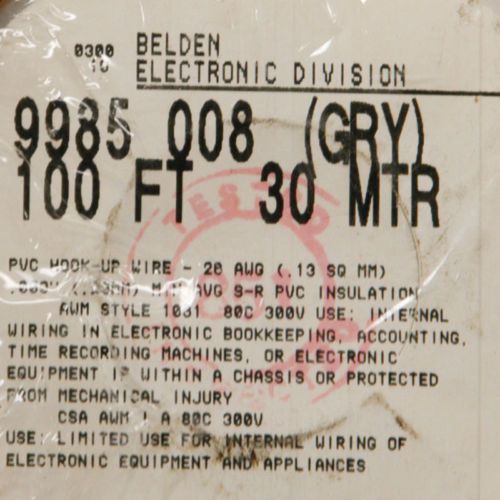 0300
10
BELDEN
ELECTRONIC DIVISION
9985 008 (GRY)
100 FT 30 MTR
TESTED
PVC HOOK-UP WIRE - 28 AWG (.13 SQ MM)
AVG S-R PVC INSULATION
AWM STYLE 1061 80C 300V USE: INTERNAL
WIRING IN ELECTRONIC BOOKKEEPING, ACCOUNTING,
TIME RECORDING MACHINES, OR ELECTRONIC
EQUIPMENT IF WITHIN A CHASSIS OR PROTECTED
FROM MECHANICAL INJURY
CSA AWM I A 80C 300V
USE: LIMITED USE FOR INTERNAL WIRING OF
ELECTRONIC EQUIPMENT AND APPLIANCES